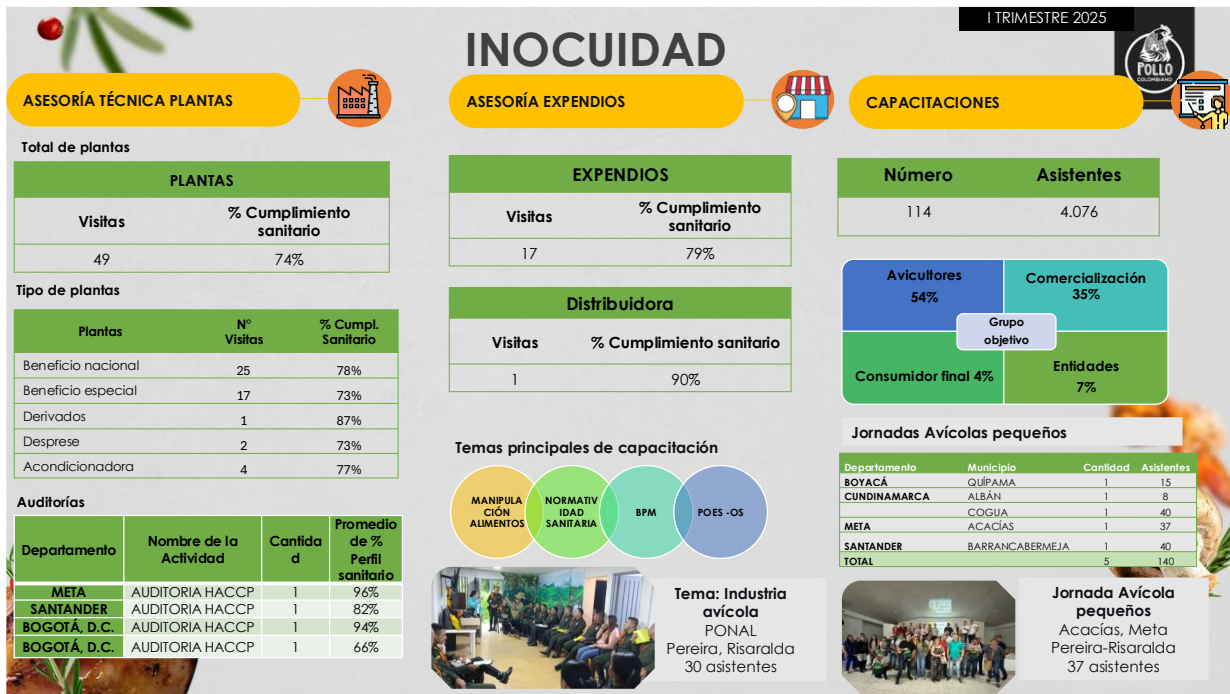 I TRIMESTRE 2025
INOCUIDAD
POLLO
COLOMBIANO
ASESORÍA TÉCNICA PLANTAS
Total de plantas
PLANTAS
Visitas % Cumplimiento
sanitario
49 74%
Tipo de plantas
Plantas N° Visitas % Cumpl. Sanitario
Beneficio nacional 25 78%
Beneficio especial 17 73%
Derivados 1 87%
Desprese 2 73%
Acondicionadora 4 77%
Auditorías
Departamento Nombre de la Actividad Cantida d Promedio de % Perfil sanitario
META AUDITORIA HACCP 1 96%
SANTANDER AUDITORIA HACCP 1 82%
BOGOTÁ, D.C. AUDITORIA HACCP 1 94%
BOGOTÁ, D.C. AUDITORIA HACCP 1 66%
ASESORÍA EXPENDIOS
EXPENDIOS
Visitas % Cumplimiento
sanitario
17 79%
Distribuidora
Visitas % Cumplimiento sanitario
1 90%
Temas principales de capacitación
MANIPULA
CIÓN
ALIMENTOS
NORMATIV
IDAD
SANITARIA
BPM
POES -OS
Tema: Industria
avícola
PONAL
Pereira, Risaralda
30 asistentes
CAPACITACIONES
Número Asistentes
114 4.076
Avicultores
54%
Comercialización
35%
Grupo
objetivo
Consumidor final 4%
Entidades
7%
Jornadas Avícolas pequeños
Departamento Municipio Cantidad Asistentes
BOYACÁ QUÍPAMA 1 15
CUNDINAMARCA ALBÁN 1 8
COGUA 1 40
META ACACÍAS 1 37
SANTANDER BARRANCABERMEJA 1 40
TOTAL 5 140
Jornada Avícola
pequeños
Acacías, Meta
Pereira-Risaralda
37 asistentes